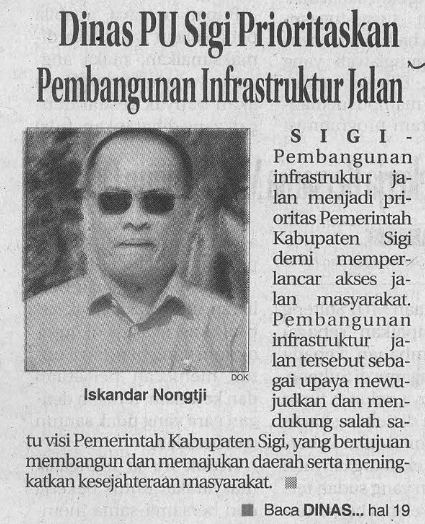 Dinas PU Sigi Prioritaskan
Pembangunan Infrastruktur Jalan
SIGI-
Pembangunan
infrastruktur ja-
lan menjadi pri-
oritas Pemerintah
Kabupaten Sigi
demi memper-
lancar akses ja-
lan masyarakat.
Pembangunan
infrastruktur ja-
lan tersebut seba-
gai upaya mewu-
judkan dan men-
dukung salah sa-
tu visi Pemerintah Kabupaten Sigi, yang bertujuan
membangun dan memajukan daerah serta mening-
katkan kesejahteraan masyarakat.
DOK
Iskandar Nongtji
Baca DINAS... hal 19